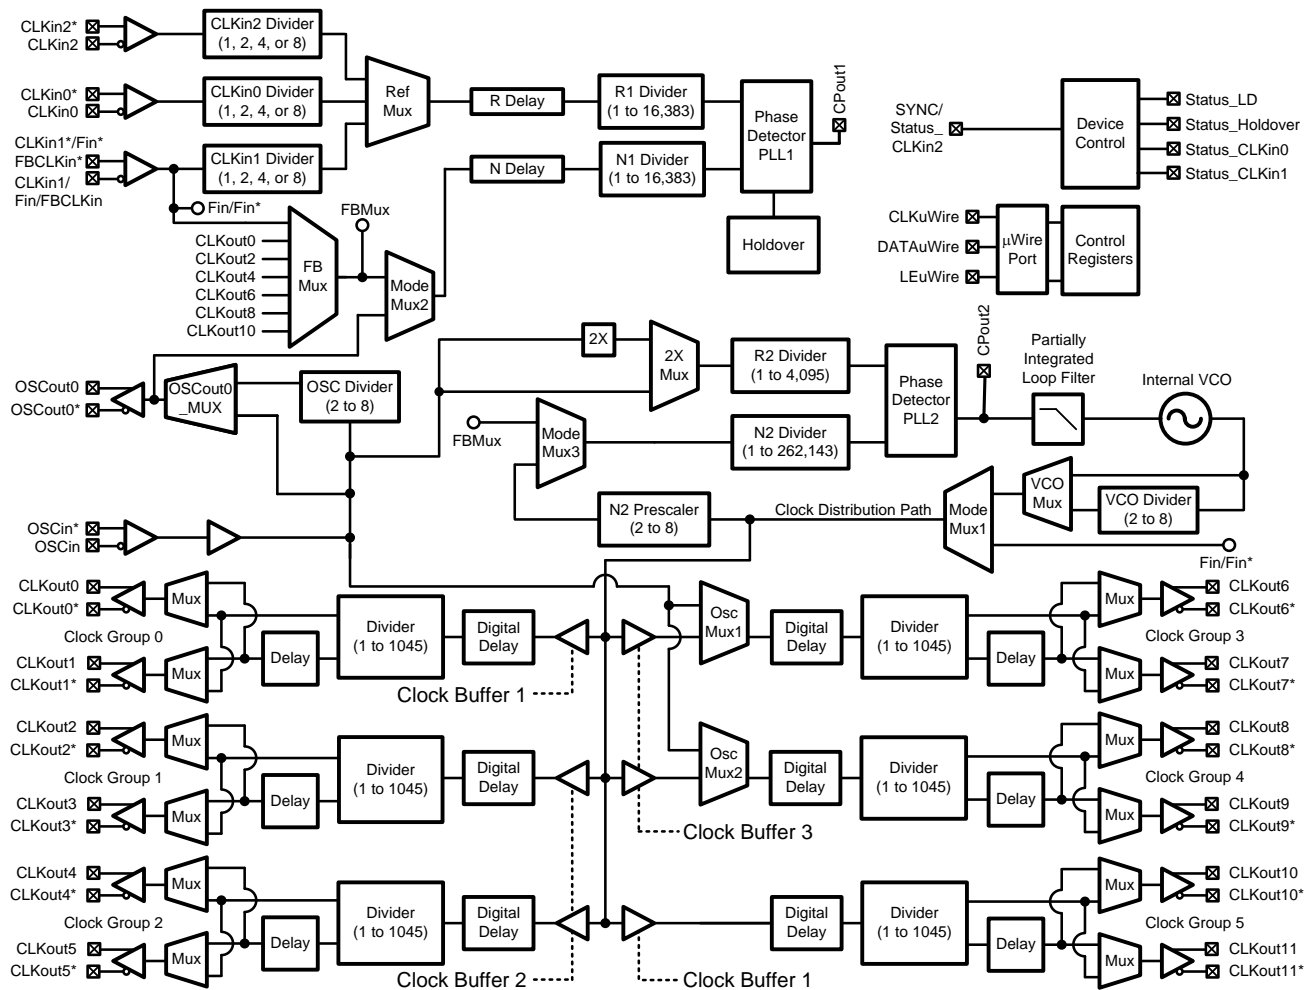 CLKin2*
CLKin2
CLKin2 Divider
(1, 2, 4, or 8)
CLKin0*
CLKin0
CLKin0 Divider
(1, 2, 4, or 8)
CLKin1*/Fin*
FBCLKin*
CLKin1/
Fin/FBCLKin
CLKin1 Divider
(1, 2, 4, or 8)
Ref
Mux
R Delay
R1 Divider
(1 to 16,383)
N Delay
N1 Divider
(1 to 16,383)
Phase
Detector
PLL1
CPout1
Holdover
SYNC/
Status_
CLKin2
Device
Control
Status_LD
Status_Holdover
Status_CLKin0
Status_CLKin1
CLKuWire
DATAuWire
LEuWire
µWire
Port
Control
Registers
Fin/Fin*
FBMux
CLKout0
CLKout2
CLKout4
CLKout6
CLKout8
CLKout10
FB
Mux
Mode
Mux2
OSCout0
OSCout0*
OSCout0
_MUX
OSC Divider
(2 to 8)
2X
2X
Mux
R2 Divider
(1 to 4,095)
FBMux
Mode
Mux3
N2 Divider
(1 to 262,143)
Phase
Detector
PLL2
CPout2
Partially
Integrated
Loop Filter
Internal VCO
N2 Prescaler
(2 to 8)
Clock Distribution Path
Mode
Mux1
VCO
Mux
VCO Divider
(2 to 8)
Fin/Fin*
OSCin*
OSCin
CLKout0
CLKout0*
Mux
Clock Group 0
CLKout1
CLKout1*
Mux
Delay
Divider
(1 to 1045)
Digital
Delay
Clock Buffer 1
Osc
Mux1
Digital
Delay
Divider
(1 to 1045)
Delay
Mux
CLKout6
CLKout6*
Clock Group 3
Mux
CLKout7
CLKout7*
CLKout2
CLKout2*
Mux
Clock Group 1
CLKout3
CLKout3*
Mux
Delay
Divider
(1 to 1045)
Digital
Delay
Osc
Mux2
Digital
Delay
Divider
(1 to 1045)
Delay
Mux
CLKout8
CLKout8*
Clock Group 4
Mux
CLKout9
CLKout9*
Clock Buffer 3
CLKout4
CLKout4*
Mux
Clock Group 2
CLKout5
CLKout5*
Mux
Delay
Divider
(1 to 1045)
Digital
Delay
Clock Buffer 2
Clock Buffer 1
Digital
Delay
Divider
(1 to 1045)
Delay
Mux
CLKout10
CLKout10*
Clock Group 5
Mux
CLKout11
CLKout11*